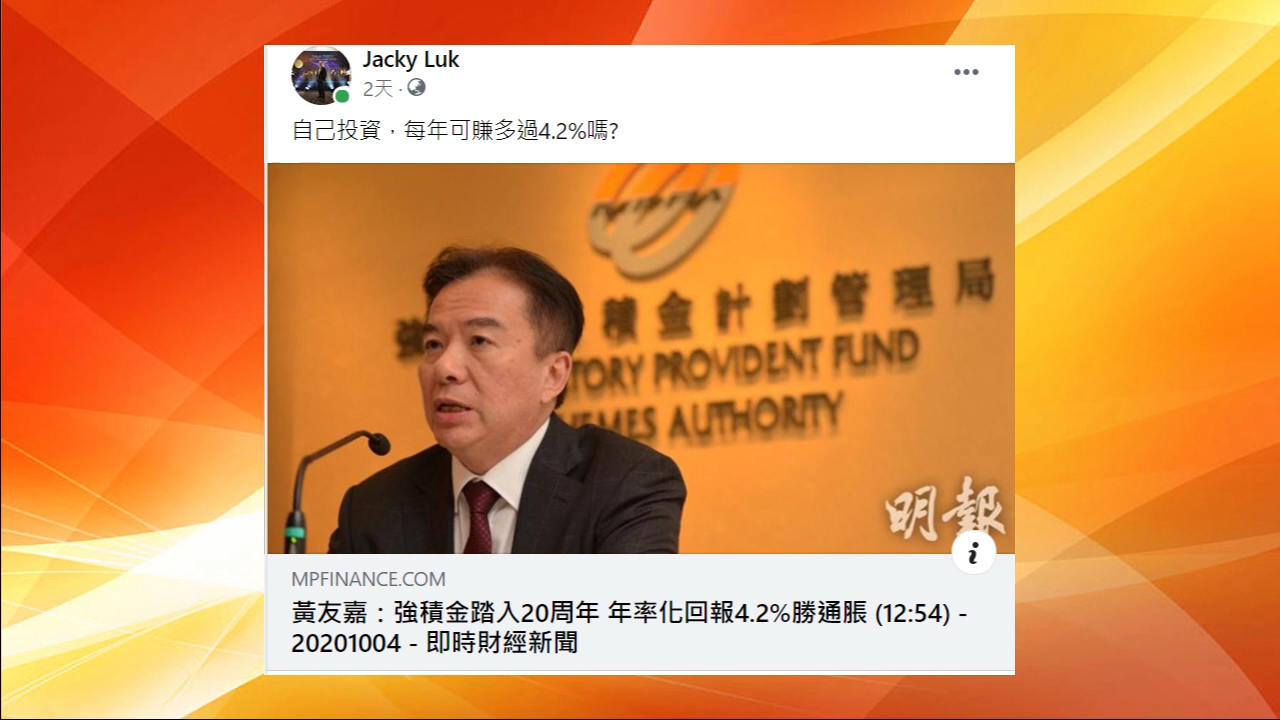 Jacky Luk
2天 ·
自己投資，每年可賺多過4.2%嗎?
MPFA
強 積金計劃管理局
TORY PROVIDENT FUND
HEMES AUTHORITY
明報
i
MPFINANCE.COM
黃友嘉：強積金踏入20周年 年率化回報4.2%勝通脹 (12:54) -
20201004 - 即時財經新聞